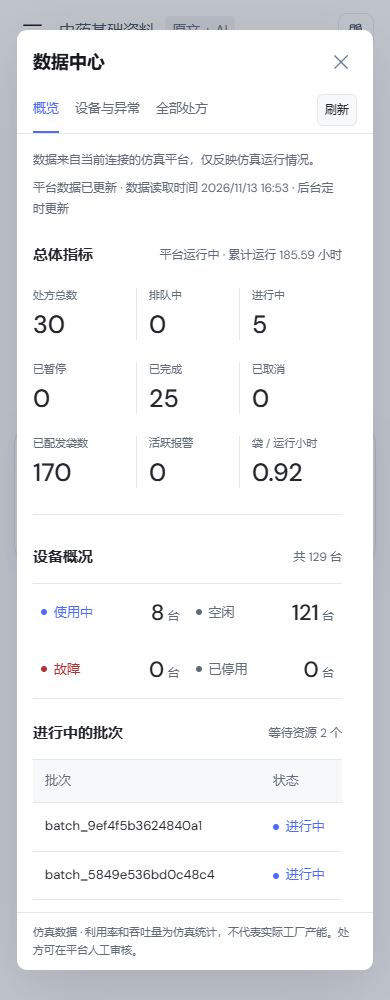 中药基础资料 原文 + AI
数据中心
概览 设备与异常 全部处方 刷新
数据来自当前连接的仿真平台，仅反映仿真运行情况。
平台数据已更新 · 数据读取时间 2026/11/13 16:53 · 后台定
时更新
总体指标 平台运行中 · 累计运行 185.59 小时
处方总数 排队中 进行中
30 0 5
已暂停 已完成 已取消
0 25 0
已配发袋数 活跃报警 袋 / 运行小时
170 0 0.92
设备概况 共 129 台
使用中 8 台 空闲 121 台
故障 0 台 已停用 0 台
进行中的批次 等待资源 2 个
批次 状态
batch_9ef4f5b3624840a1 进行中
batch_5849e536bd0c48c4 进行中
仿真数据 · 利用率和吞吐量为仿真统计，不代表实际工厂产能。处
方可在平台人工审核。